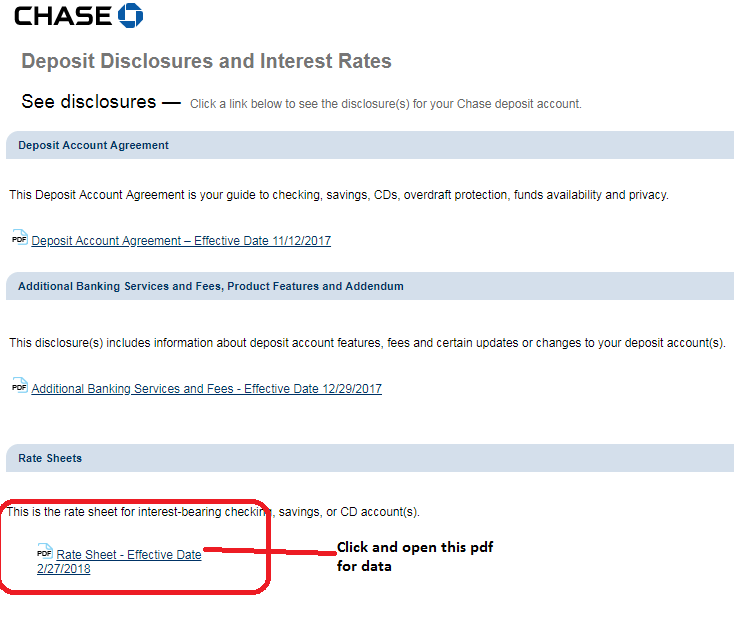 CHASE
Deposit Disclosures and Interest Rates
See disclosures — Click a link below to see the disclosure(s) for your Chase deposit account.
Deposit Account Agreement
This Deposit Account Agreement is your guide to checking, savings, CDs, overdraft protection, funds availability and privacy.
PDF Deposit Account Agreement – Effective Date 11/12/2017
Additional Banking Services and Fees, Product Features and Addendum
This disclosure(s) includes information about deposit account features, fees and certain updates or changes to your deposit account(s).
PDF Additional Banking Services and Fees - Effective Date 12/29/2017
Rate Sheets
This is the rate sheet for interest-bearing checking, savings, or CD account(s).
PDF Rate Sheet - Effective Date
2/27/2018
Click and open this pdf
for data